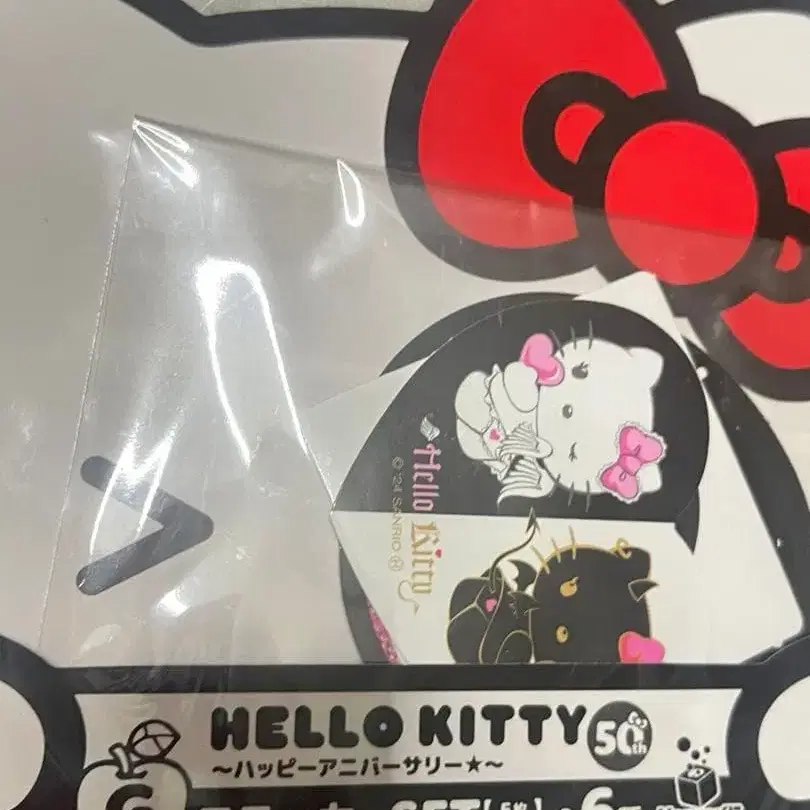 Hello Kitty
© '24 SANRIO Ⓗ
HELLO KITTY 50th
～ハッピーアニバーサリー★～